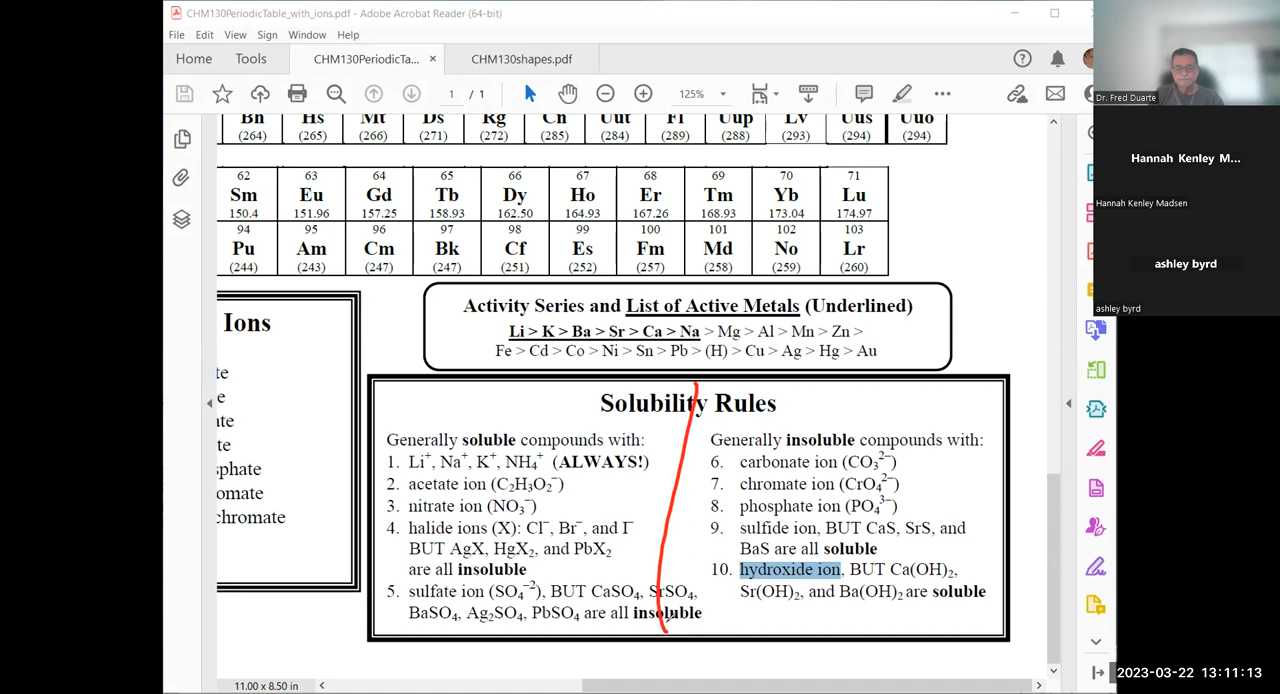 CHM130PeriodicTable_with_ions.pdf - Adobe Acrobat Reader (64-bit)
File Edit View Sign Window Help
Home Tools CHM130PeriodicTa... × CHM130shapes.pdf
1 / 1 125%
Bh Hs Mt Ds Rg Cn Uut Fl Uup Lv Uus Uuo
(264) (265) (266) (271) (272) (285) (284) (289) (288) (293) (294) (294)
62 63 64 65 66 67 68 69 70 71
Sm Eu Gd Tb Dy Ho Er Tm Yb Lu
150.4 151.96 157.25 158.93 162.50 164.93 167.26 168.93 173.04 174.97
94 95 96 97 98 99 100 101 102 103
Pu Am Cm Bk Cf Es Fm Md No Lr
(244) (243) (247) (247) (251) (252) (257) (258) (259) (260)
Ions
te
e
ate
te
sphate
omate
chromate
Activity Series and List of Active Metals (Underlined)
Li > K > Ba > Sr > Ca > Na > Mg > Al > Mn > Zn >
Fe > Cd > Co > Ni > Sn > Pb > (H) > Cu > Ag > Hg > Au
Solubility Rules
Generally soluble compounds with:
1. Li⁺, Na⁺, K⁺, NH₄⁺ (ALWAYS!)
2. acetate ion (C₂H₃O₂⁻)
3. nitrate ion (NO₃⁻)
4. halide ions (X): Cl⁻, Br⁻, and I⁻
BUT AgX, HgX₂, and PbX₂
are all insoluble
5. sulfate ion (SO₄⁻²), BUT CaSO₄, SrSO₄,
BaSO₄, Ag₂SO₄, PbSO₄ are all insoluble
Generally insoluble compounds with:
6. carbonate ion (CO₃²⁻)
7. chromate ion (CrO₄²⁻)
8. phosphate ion (PO₄³⁻)
9. sulfide ion, BUT CaS, SrS, and
BaS are all soluble
10. hydroxide ion, BUT Ca(OH)₂,
Sr(OH)₂, and Ba(OH)₂ are soluble
11.00 x 8.50 in
Dr. Fred Duarte
Hannah Kenley M...
Hannah Kenley Madsen
ashley byrd
ashley byrd
2023-03-22 13:11:13